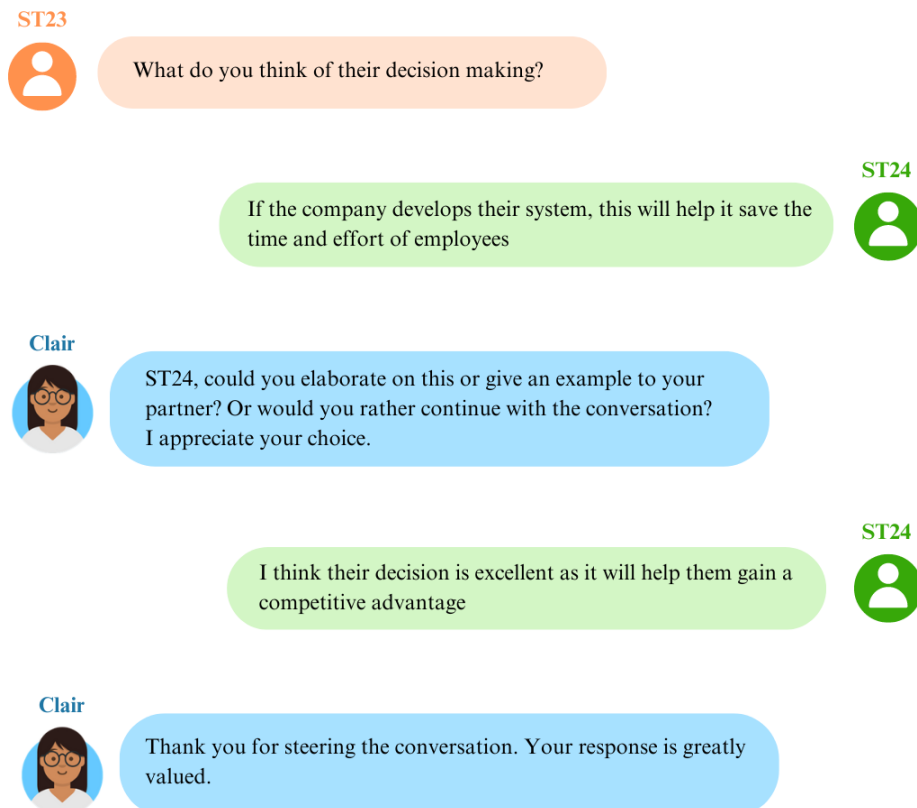 ST23
What do you think of their decision making?
ST24
If the company develops their system, this will help it save the
time and effort of employees
Clair
ST24, could you elaborate on this or give an example to your
partner? Or would you rather continue with the conversation?
I appreciate your choice.
ST24
I think their decision is excellent as it will help them gain a
competitive advantage
Clair
Thank you for steering the conversation. Your response is greatly
valued.